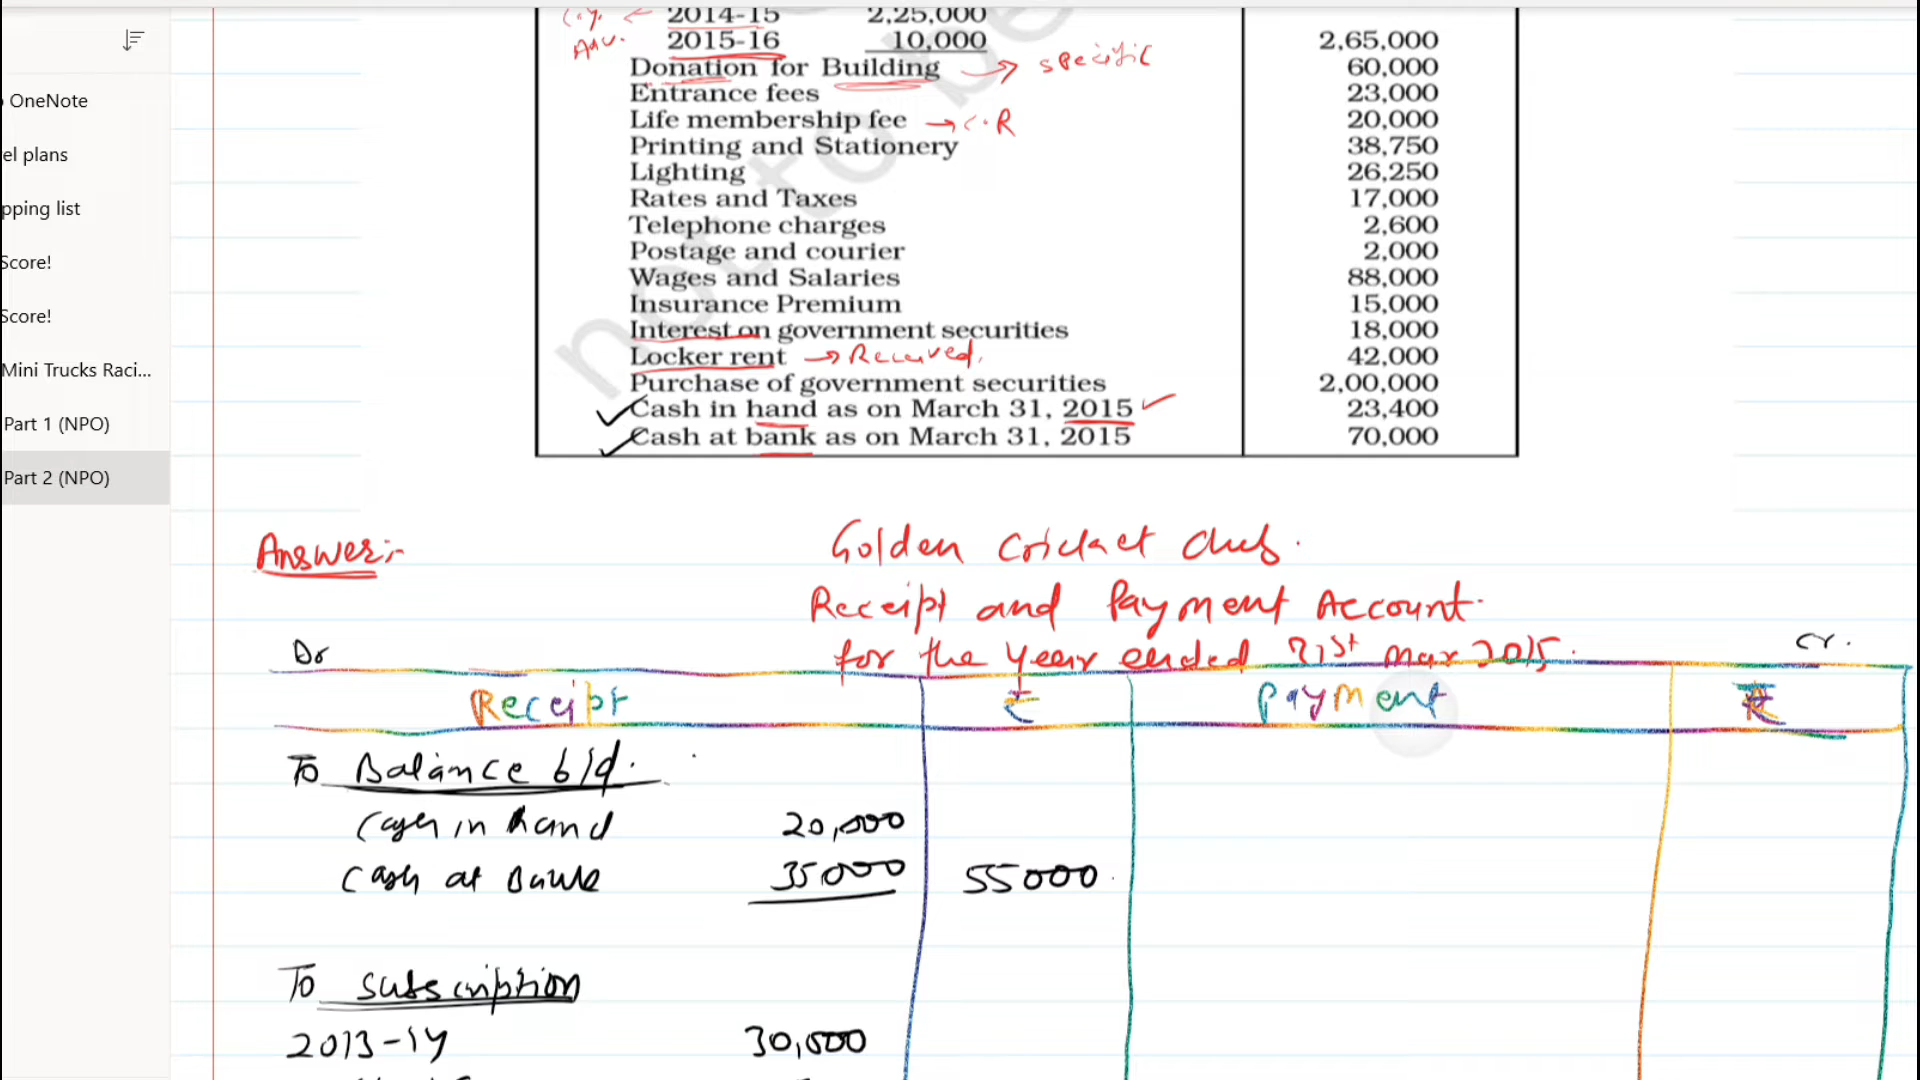 C.y. ← 2014-15 2,25,000
Adv. 2015-16 10,000 2,65,000
Donation for Building → specific 60,000
Entrance fees 23,000
Life membership fee → C.R 20,000
Printing and Stationery 38,750
Lighting 26,250
Rates and Taxes 17,000
Telephone charges 2,600
Postage and courier 2,000
Wages and Salaries 88,000
Insurance Premium 15,000
Interest on government securities 18,000
Locker rent → Received. 42,000
Purchase of government securities 2,00,000
Cash in hand as on March 31, 2015 23,400
Cash at bank as on March 31, 2015 70,000
not to be
OneNote
el plans
pping list
Score!
Score!
Mini Trucks Raci...
Part 1 (NPO)
Part 2 (NPO)
Answer:-
Golden Cricket Club.
Receipt and Payment Account.
for the year ended 31st Mar 2015.
Dr Cr.
Receipt ₹ Payment ₹
To Balance b/d.
Cash in hand 20,000
Cash at Bank 35000 55000
To Subscription
2013-14 30,000